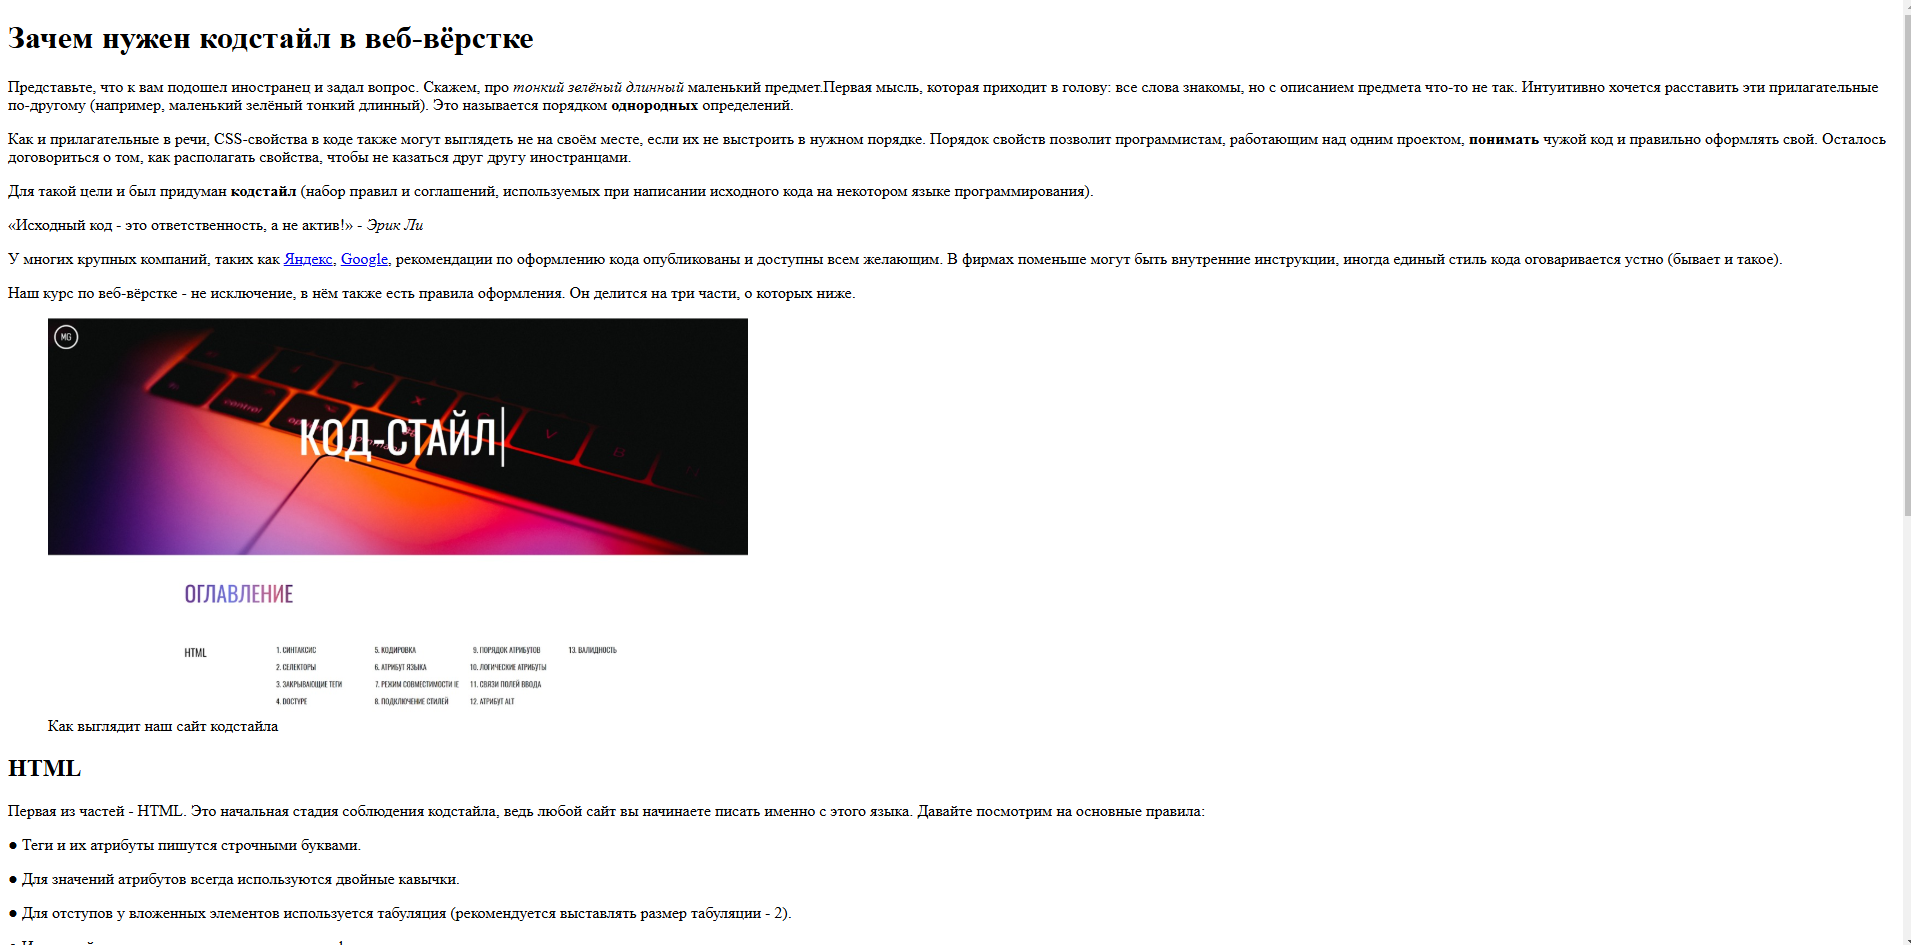 Зачем нужен кодстайл в веб-вёрстке
Представьте, что к вам подошел иностранец и задал вопрос. Скажем, про тонкий зелёный длинный маленький предмет.Первая мысль, которая приходит в голову: все слова знакомы, но с описанием предмета что-то не так. Интуитивно хочется расставить эти прилагательные
по-другому (например, маленький зелёный тонкий длинный). Это называется порядком однородных определений.
Как и прилагательные в речи, CSS-свойства в коде также могут выглядеть не на своём месте, если их не выстроить в нужном порядке. Порядок свойств позволит программистам, работающим над одним проектом, понимать чужой код и правильно оформлять свой. Осталось
договориться о том, как располагать свойства, чтобы не казаться друг другу иностранцами.
Для такой цели и был придуман кодстайл (набор правил и соглашений, используемых при написании исходного кода на некотором языке программирования).
«Исходный код - это ответственность, а не актив!» - Эрик Ли
У многих крупных компаний, таких как Яндекс, Google, рекомендации по оформлению кода опубликованы и доступны всем желающим. В фирмах поменьше могут быть внутренние инструкции, иногда единый стиль кода оговаривается устно (бывает и такое).
Наш курс по веб-вёрстке - не исключение, в нём также есть правила оформления. Он делится на три части, о которых ниже.
MG
КОД-СТАЙЛ
control
ОГЛАВЛЕНИЕ
HTML
1. СИНТАКСИС 5. КОДИРОВКА 9. ПОРЯДОК АТРИБУТОВ 13. ВАЛИДНОСТЬ
2. СЕЛЕКТОРЫ 6. АТРИБУТ ЯЗЫКА 10. ЛОГИЧЕСКИЕ АТРИБУТЫ
3. ЗАКРЫВАЮЩИЕ ТЕГИ 7. РЕЖИМ СОВМЕСТИМОСТИ IE 11. СВЯЗИ ПОЛЕЙ ВВОДА
4. DOCTYPE 8. ПОДКЛЮЧЕНИЕ СТИЛЕЙ 12. АТРИБУТ ALT
Как выглядит наш сайт кодстайла
HTML
Первая из частей - HTML. Это начальная стадия соблюдения кодстайла, ведь любой сайт вы начинаете писать именно с этого языка. Давайте посмотрим на основные правила:
● Теги и их атрибуты пишутся строчными буквами.
● Для значений атрибутов всегда используются двойные кавычки.
● Для отступов у вложенных элементов используется табуляция (рекомендуется выставлять размер табуляции - 2).